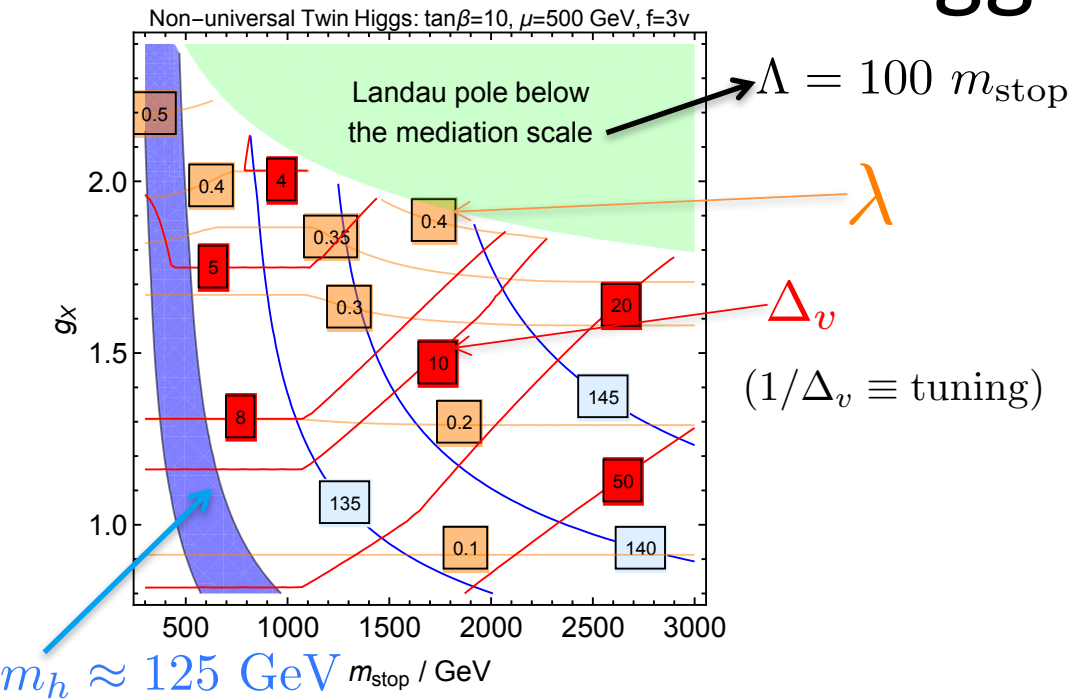 gg
Non−universal Twin Higgs: tanβ=10, μ=500 GeV, f=3v
Landau pole below
the mediation scale
Λ = 100 m_stop
0.5
0.4
4
2.0
0.4
λ
0.35
5
20
0.3
Δ_v
g_X
1.5
10
(1/Δ_v ≡ tuning)
145
8
0.2
50
135
1.0
0.1
140
500 1000 1500 2000 2500 3000
m_h ≈ 125 GeV
m_stop / GeV